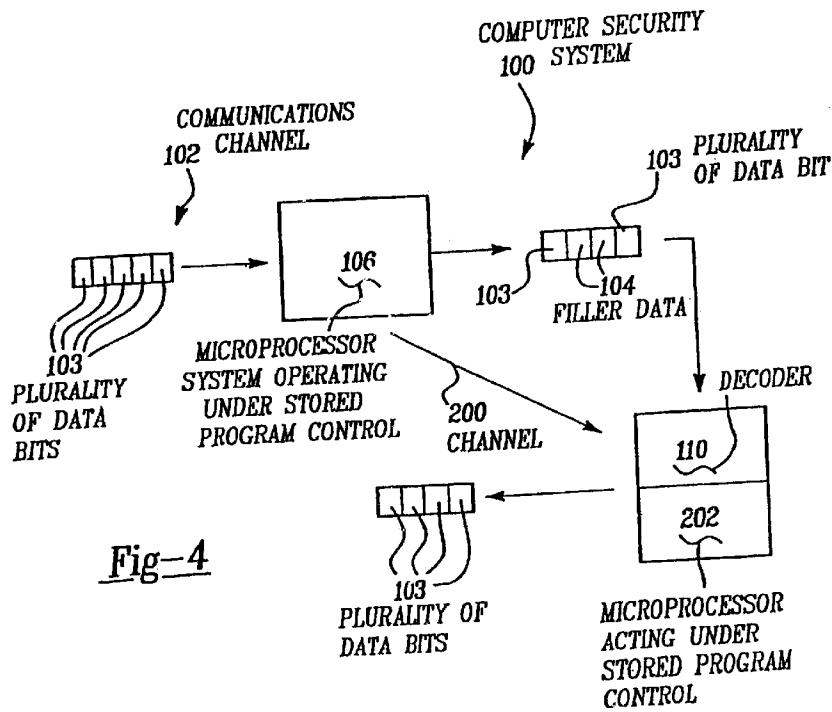 COMPUTER SECURITY
100 SYSTEM
COMMUNICATIONS
102 CHANNEL
103 PLURALITY
OF DATA BIT
106
103
104
FILLER DATA
103
PLURALITY
OF DATA
BITS
MICROPROCESSOR
SYSTEM OPERATING
UNDER STORED
PROGRAM CONTROL
200
CHANNEL
DECODER
110
202
Fig-4
103
PLURALITY OF
DATA BITS
MICROPROCESSOR
ACTING UNDER
STORED PROGRAM
CONTROL